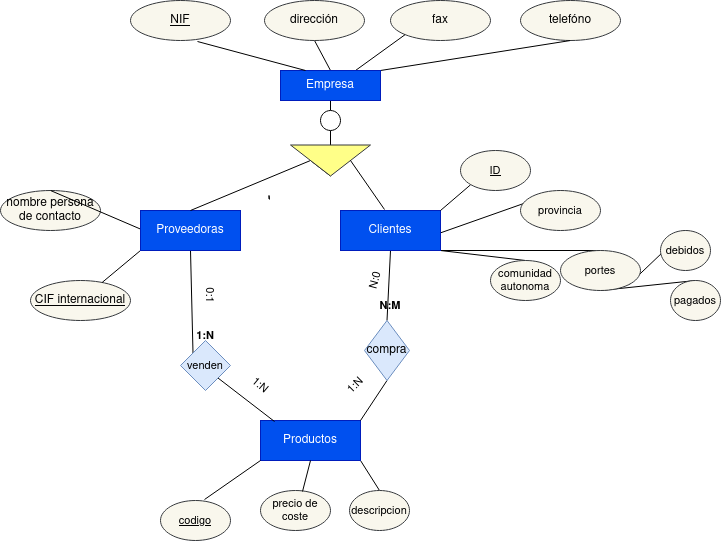 NIF
dirección
fax
telefóno
Empresa
ID
nombre persona
de contacto
provincia
Proveedoras
Clientes
debidos
comunidad
autonoma
portes
CIF internacional
0:1
0:N
pagados
N:M
1:N
compra
venden
1:N
1:N
Productos
precio de
coste
descripcion
codigo